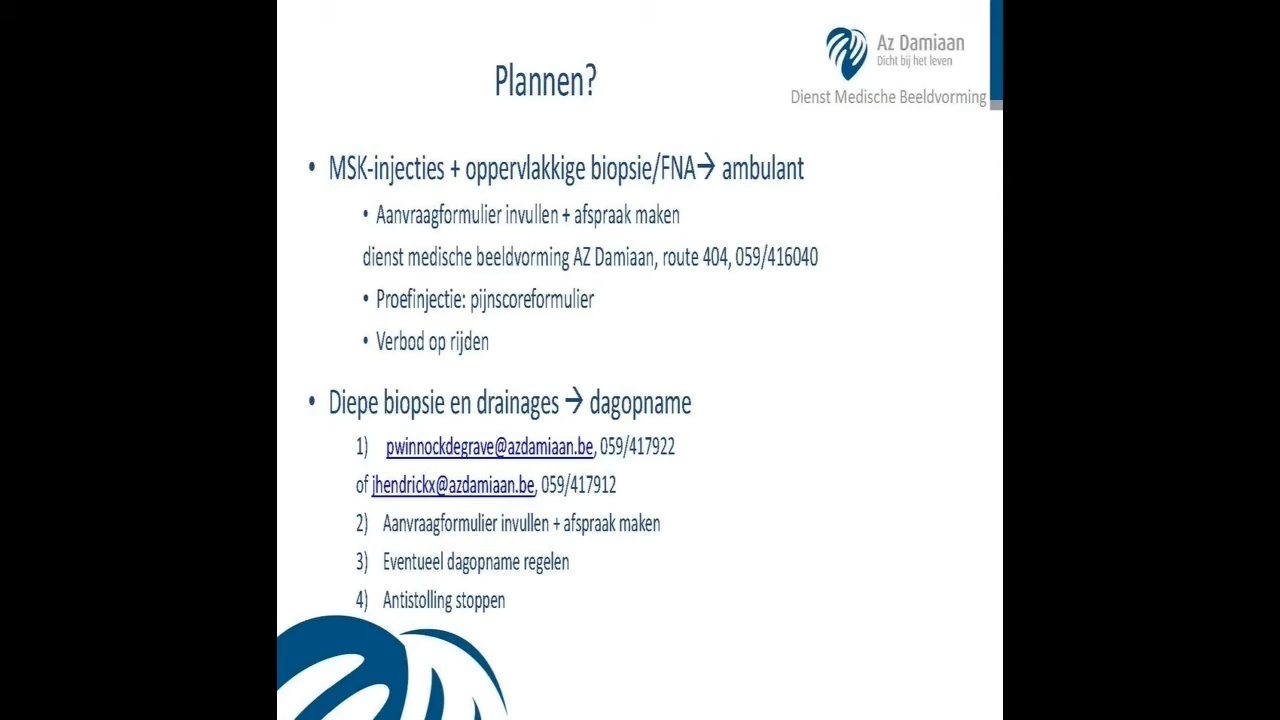 Az Damiaan
Dicht bij het leven
Dienst Medische Beeldvorming
Plannen?
• MSK-injecties + oppervlakkige biopsie/FNA→ ambulant
• Aanvraagformulier invullen + afspraak maken
dienst medische beeldvorming AZ Damiaan, route 404, 059/416040
• Proefinjectie: pijnscoreformulier
• Verbod op rijden
• Diepe biopsie en drainages → dagopname
1) pwinnockdegrave@azdamiaan.be, 059/417922
of jhendrickx@azdamiaan.be, 059/417912
2) Aanvraagformulier invullen + afspraak maken
3) Eventueel dagopname regelen
4) Antistolling stoppen